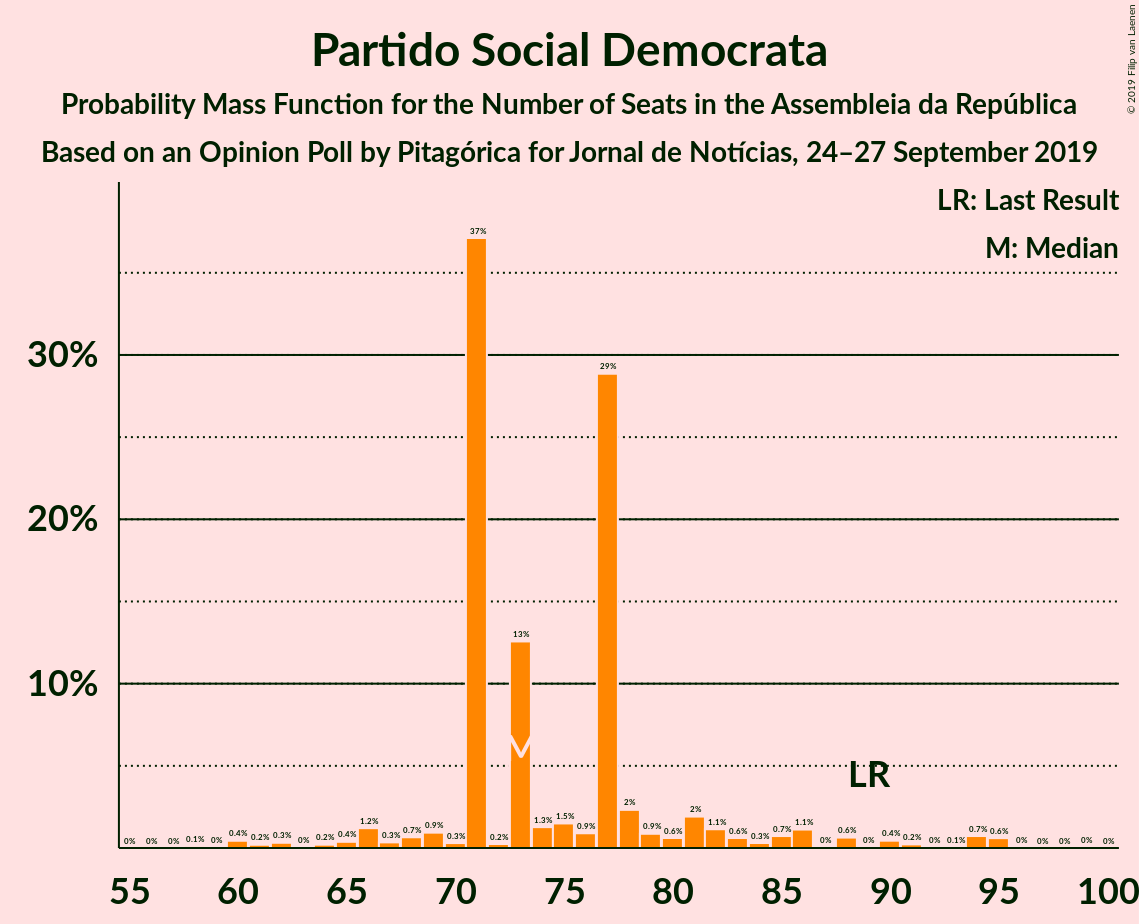 Partido Social Democrata
Probability Mass Function for the Number of Seats in the Assembleia da República
Based on an Opinion Poll by Pitagórica for Jornal de Notícias, 24–27 September 2019
© 2019 Filip van Laenen
LR: Last Result
M: Median
30%
20%
10%
0% 0% 0% 0.1% 0% 0.4% 0.2% 0.3% 0% 0.2% 0.4% 1.2% 0.3% 0.7% 0.9% 0.3% 37% 0.2% 13% 1.3% 1.5% 0.9% 29% 2% 0.9% 0.6% 2% 1.1% 0.6% 0.3% 0.7% 1.1% 0% 0.6% 0% 0.4% 0.2% 0% 0.1% 0.7% 0.6% 0% 0% 0% 0% 0%
M
LR
55 60 65 70 75 80 85 90 95 100